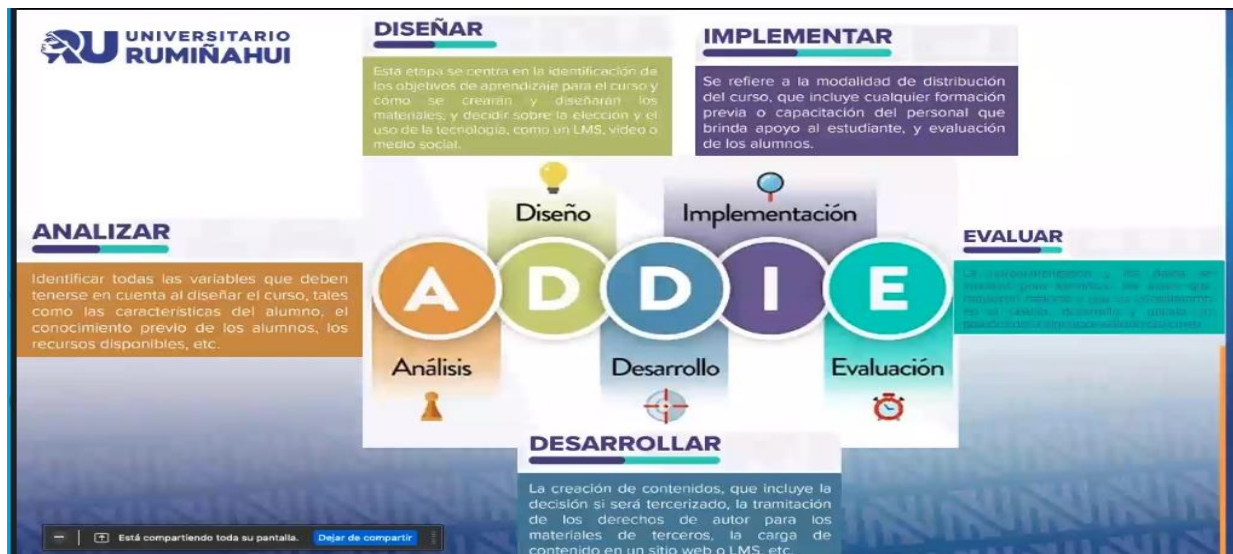 UNIVERSITARIO
RUMIÑAHUI
DISEÑAR
Esta etapa se centra en la identificación de
los objetivos de aprendizaje para el curso y
cómo se crearán y diseñarán los
materiales, y decidir sobre la elección y el
uso de la tecnología, como un LMS, vídeo o
medio social.
IMPLEMENTAR
Se refiere a la modalidad de distribución
del curso, que incluye cualquier formación
previa o capacitación del personal que
brinda apoyo al estudiante, y evaluación
de los alumnos.
Diseño
Implementación
ANALIZAR
Identificar todas las variables que deben
tenerse en cuenta al diseñar el curso, tales
como las características del alumno, el
conocimiento previo de los alumnos, los
recursos disponibles, etc.
A D D I E
EVALUAR
Análisis
Desarrollo
Evaluación
DESARROLLAR
La creación de contenidos, que incluye la
decisión si será tercerizado, la tramitación
de los derechos de autor para los
materiales de terceros, la carga de
contenido en un sitio web o LMS, etc.
Está compartiendo toda su pantalla. Dejar de compartir